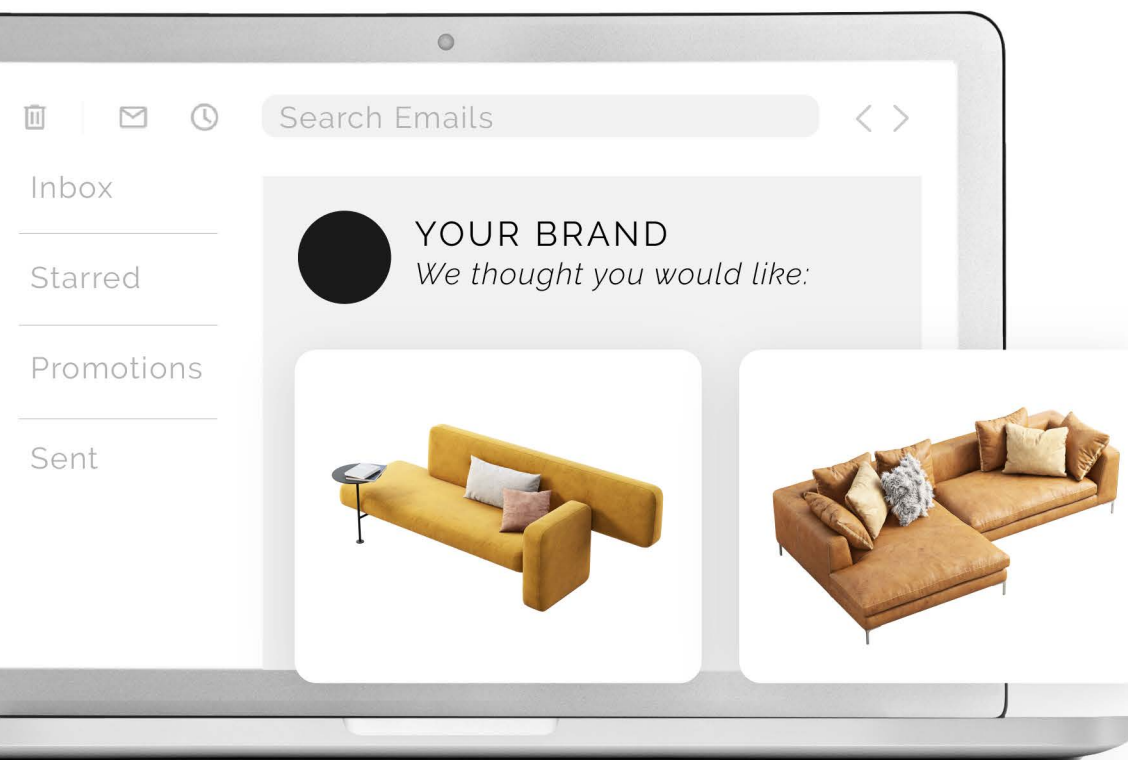 Search Emails
Inbox
Starred
Promotions
Sent
YOUR BRAND
We thought you would like: